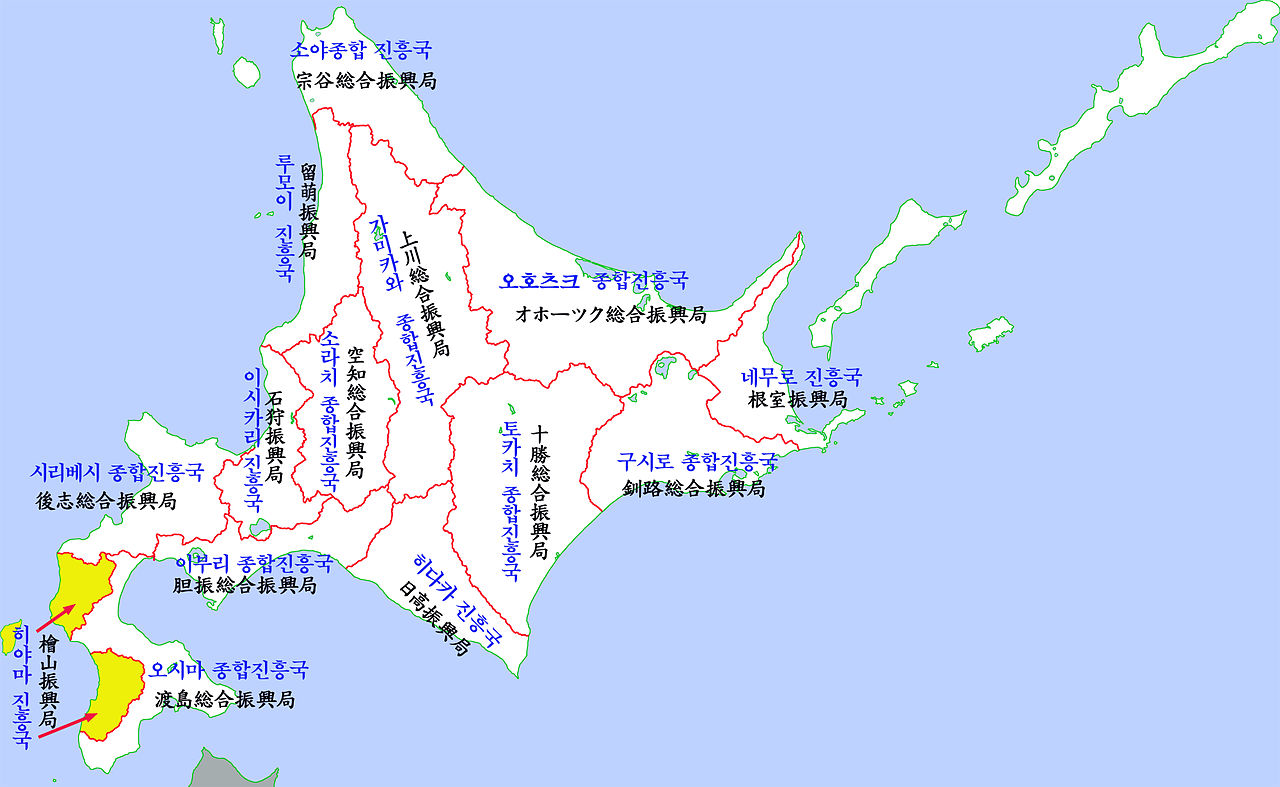 소야종합 진흥국
宗谷総合振興局
루모이 진흥국
留萌振興局
가미카와 종합진흥국
上川総合振興局
오호츠크 종합진흥국
オホーツク総合振興局
소라치 종합진흥국
空知総合振興局
이시카리 진흥국
石狩振興局
네무로 진흥국
根室振興局
토카치 종합진흥국
十勝総合振興局
구시로 종합진흥국
釧路総合振興局
시리베시 종합진흥국
後志総合振興局
이부리 종합진흥국
胆振総合振興局
히다카 진흥국
日高振興局
히야마 진흥국
檜山振興局
오시마 종합진흥국
渡島総合振興局